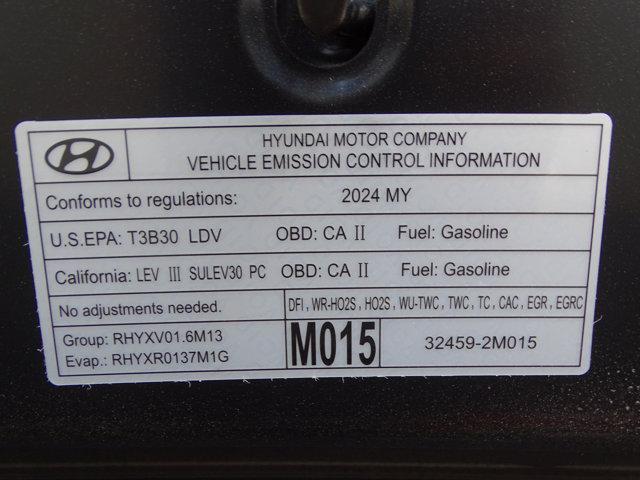 HYUNDAI MOTOR COMPANY
VEHICLE EMISSION CONTROL INFORMATION
Conforms to regulations: 2024 MY
U.S.EPA: T3B30 LDV OBD: CA II Fuel: Gasoline
California: LEV III SULEV30 PC OBD: CA II Fuel: Gasoline
No adjustments needed. DFI, WR-HO2S, HO2S, WU-TWC, TWC, TC, CAC, EGR, EGRC
Group: RHYXV01.6M13
Evap.: RHYXR0137M1G
M015
32459-2M015